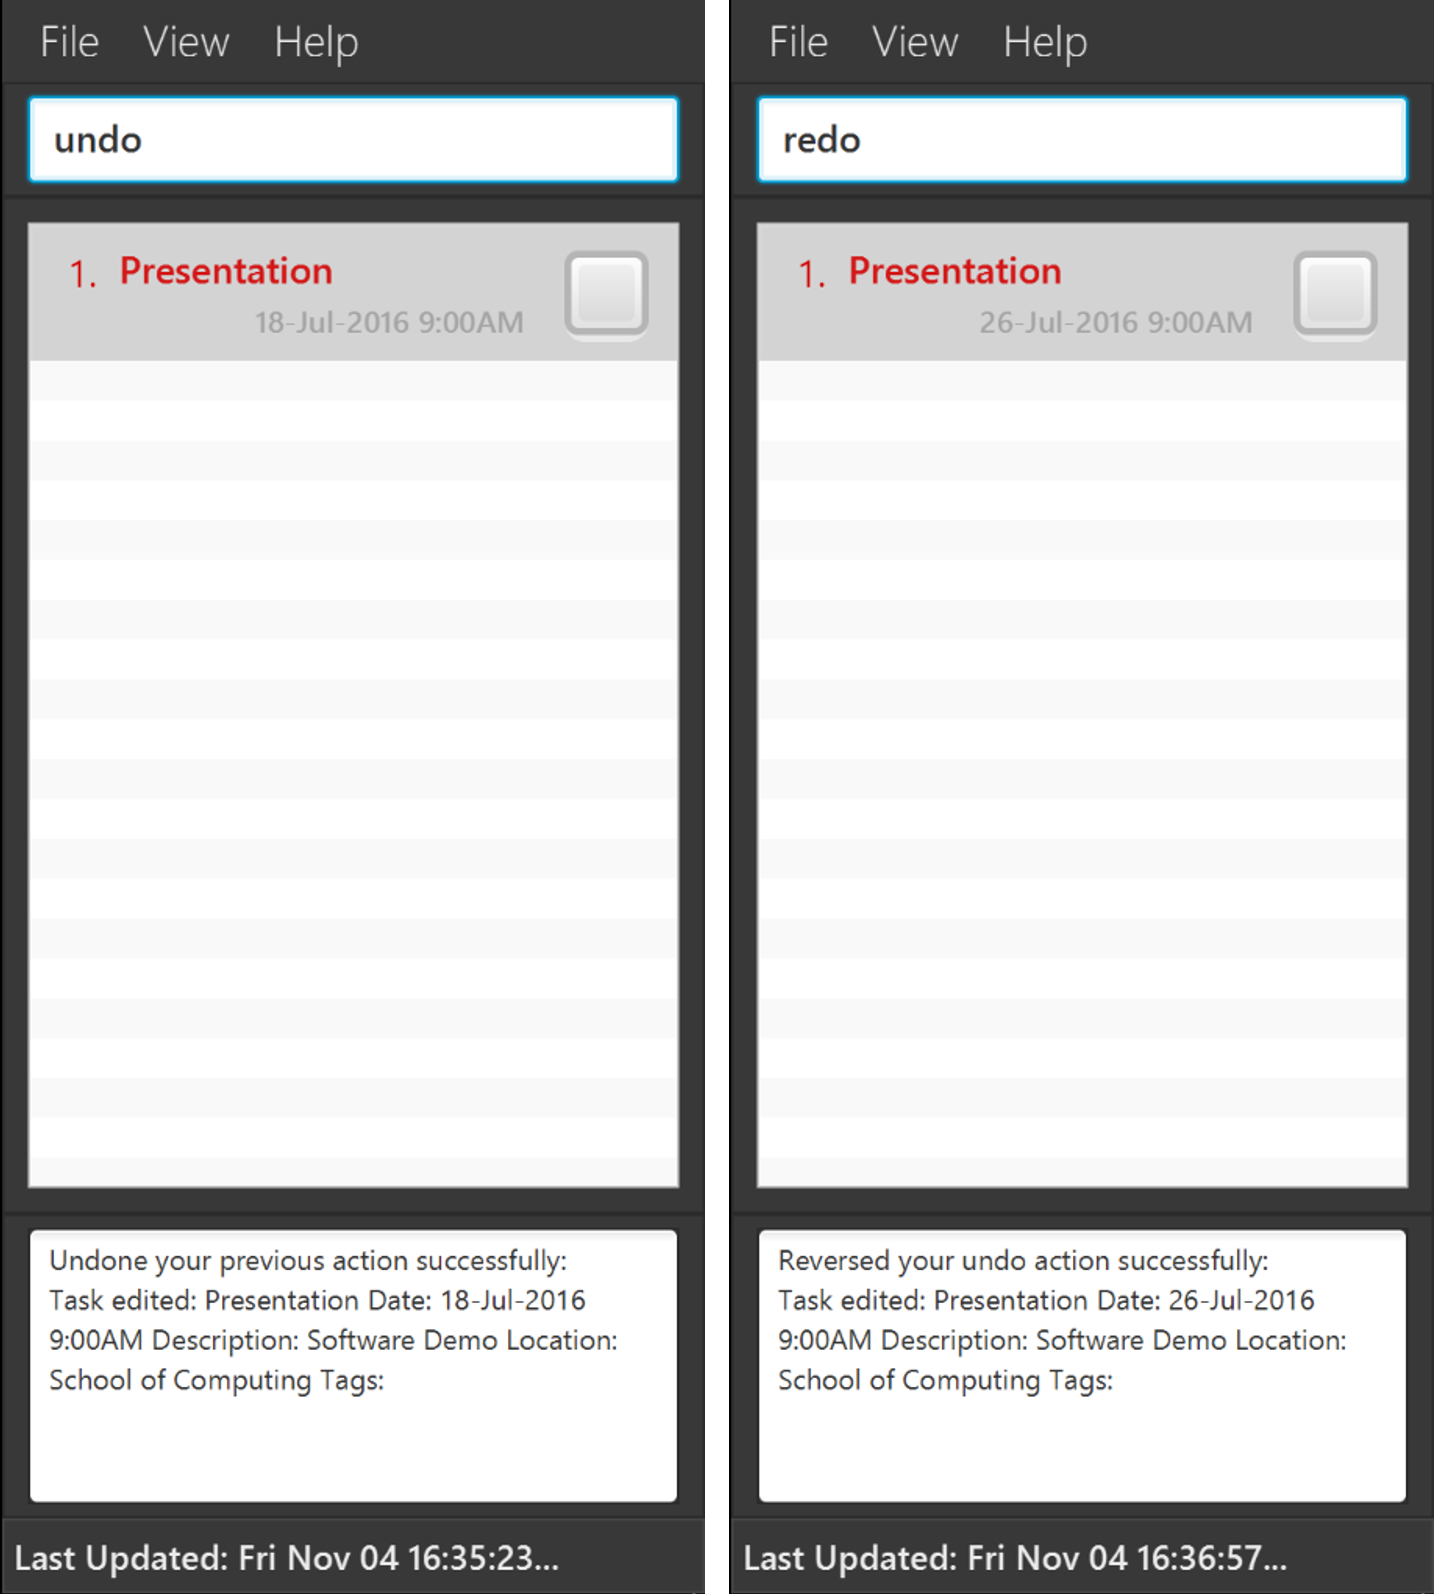 File View Help
undo
1. Presentation
18-Jul-2016 9:00AM
Undone your previous action successfully:
Task edited: Presentation Date: 18-Jul-2016
9:00AM Description: Software Demo Location:
School of Computing Tags:
Last Updated: Fri Nov 04 16:35:23...
File View Help
redo
1. Presentation
26-Jul-2016 9:00AM
Reversed your undo action successfully:
Task edited: Presentation Date: 26-Jul-2016
9:00AM Description: Software Demo Location:
School of Computing Tags:
Last Updated: Fri Nov 04 16:36:57...